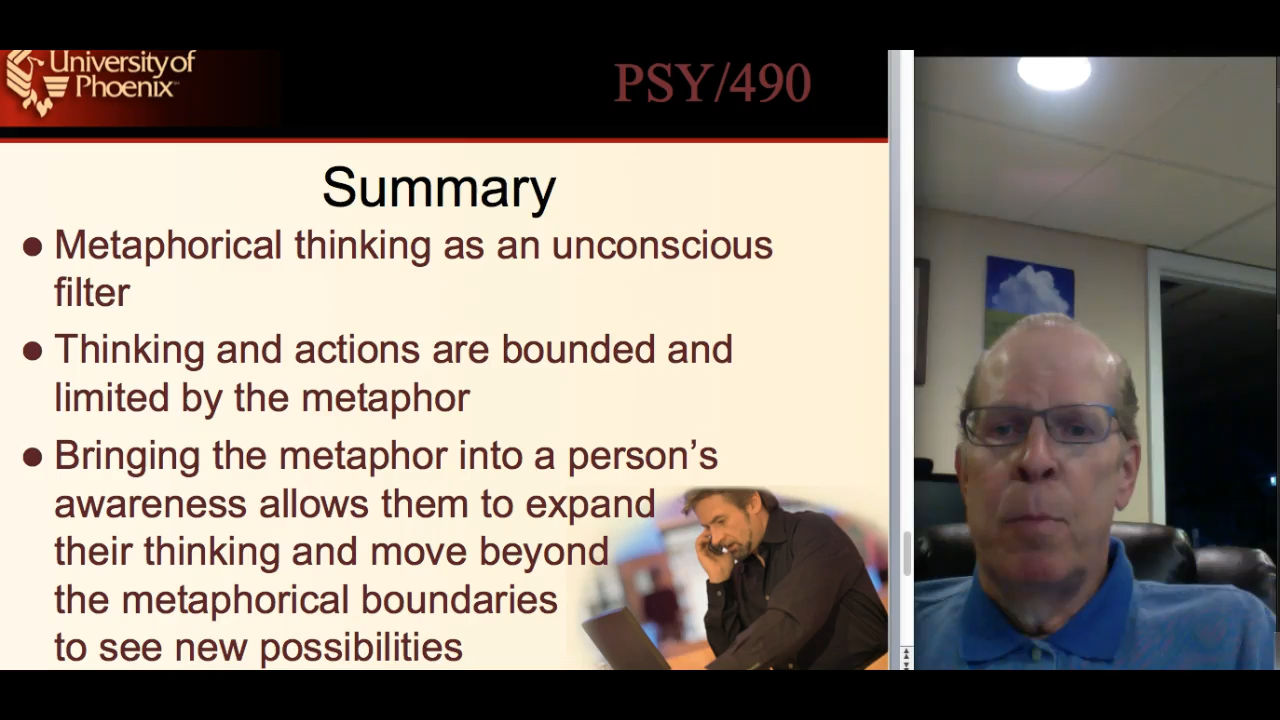 University of
Phoenix
PSY/490
Summary
● Metaphorical thinking as an unconscious
filter
● Thinking and actions are bounded and
limited by the metaphor
● Bringing the metaphor into a person’s
awareness allows them to expand
their thinking and move beyond
the metaphorical boundaries
to see new possibilities